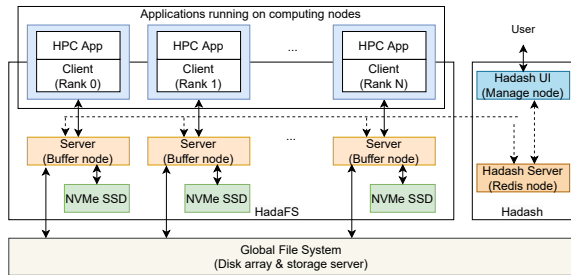 Applications running on computing nodes
HPC App
Client
(Rank 0)
HPC App
Client
(Rank 1)
...
HPC App
Client
(Rank N)
User
Hadash UI
(Manage node)
Server
(Buffer node)
Server
(Buffer node)
...
Server
(Buffer node)
Hadash Server
(Redis node)
NVMe SSD
NVMe SSD
NVMe SSD
HadaFS
Hadash
Global File System
(Disk array & storage server)